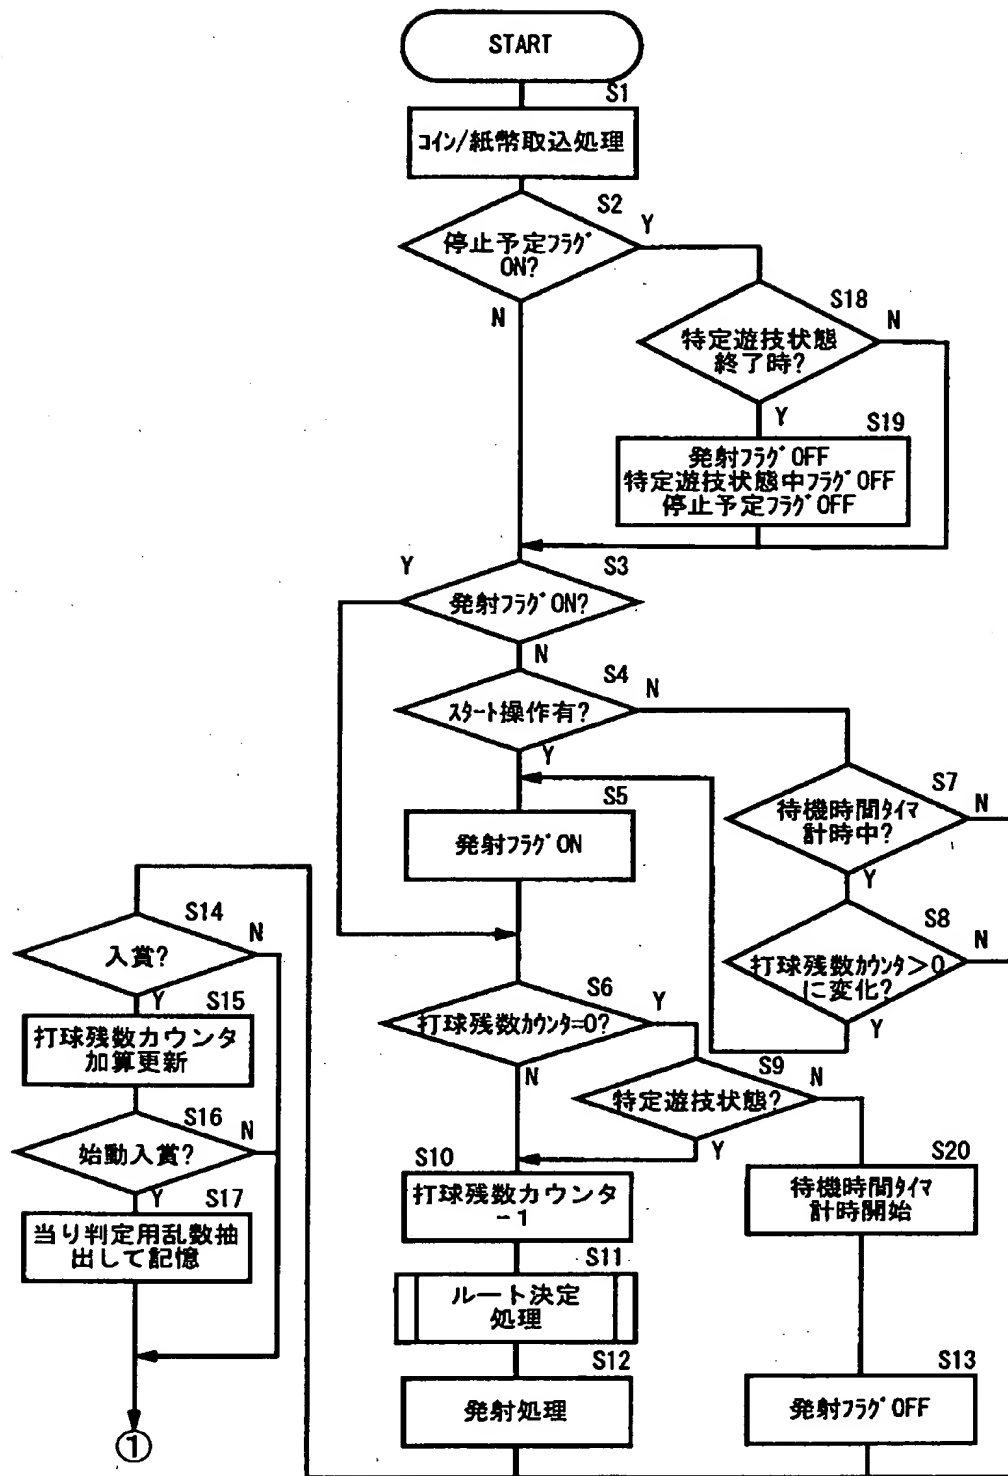 START
S1
コイン/紙幣取込処理
S2
Y
停止予定フラグ
ON?
N
S18
N
特定遊技状態
終了時?
Y
S19
発射フラグOFF
特定遊技状態中フラグOFF
停止予定フラグOFF
Y
S3
発射フラグON?
N
S4
N
スタート操作有?
Y
S7
N
待機時間タイマ
計時中?
Y
S5
発射フラグON
S8
N
打球残数カウンタ>0
に変化?
Y
S14
N
入賞?
Y
S15
打球残数カウンタ
加算更新
S16
N
始動入賞?
Y
S17
当り判定用乱数抽
出して記憶
①
S6
Y
打球残数カウンタ=0?
N
S9
N
特定遊技状態?
Y
S10
打球残数カウンタ
-1
S11
ルート決定
処理
S12
発射処理
S20
待機時間タイマ
計時開始
S13
発射フラグOFF